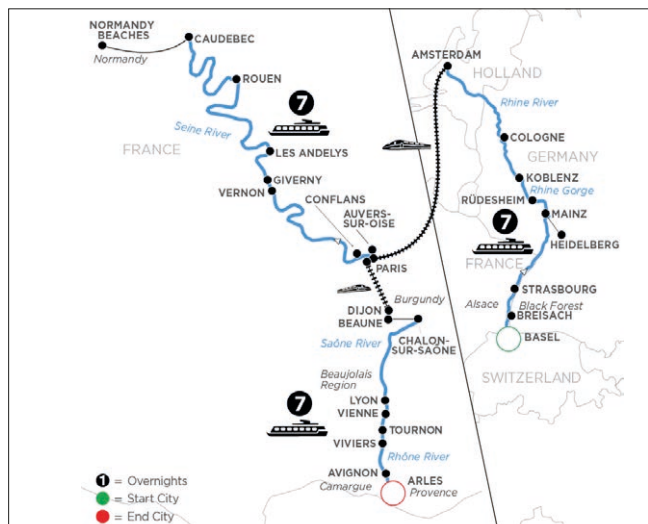 NORMANDY
BEACHES
Normandy
CAUDEBEC
ROUEN
7
Seine River
FRANCE
LES ANDELYS
GIVERNY
VERNON
CONFLANS
AUVERS-
SUR-OISE
PARIS
Burgundy
DIJON
BEAUNE
Saône River
CHALON-
SUR-SAÔNE
Beaujolais
Region
LYON
7
VIENNE
TOURNON
VIVIERS
Rhône River
AVIGNON
Camargue
ARLES
Provence
AMSTERDAM
HOLLAND
Rhine River
COLOGNE
GERMANY
KOBLENZ
Rhine Gorge
RÜDESHEIM
MAINZ
7
HEIDELBERG
FRANCE
STRASBOURG
Alsace
Black Forest
BREISACH
BASEL
SWITZERLAND
1 = Overnights
= Start City
= End City